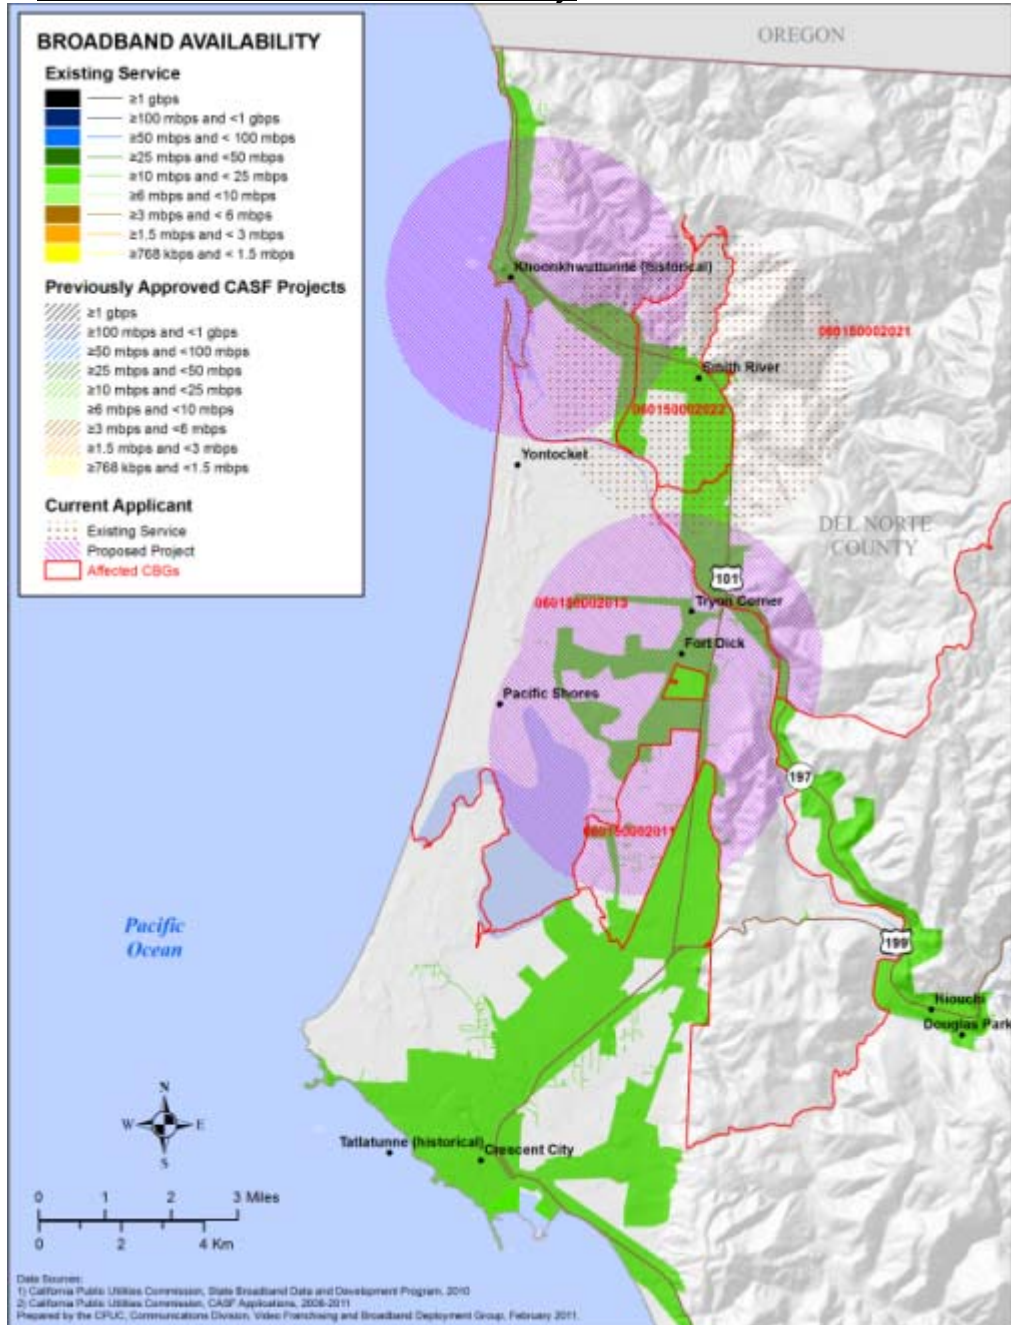 BROADBAND AVAILABILITY
Existing Service
≥1 gbps
≥100 mbps and <1 gbps
≥50 mbps and < 100 mbps
≥25 mbps and <50 mbps
≥10 mbps and < 25 mbps
≥6 mbps and <10 mbps
≥3 mbps and < 6 mbps
≥1.5 mbps and < 3 mbps
≥768 kbps and < 1.5 mbps
Previously Approved CASF Projects
≥1 gbps
≥100 mbps and <1 gbps
≥50 mbps and <100 mbps
≥25 mbps and <50 mbps
≥10 mbps and <25 mbps
≥6 mbps and <10 mbps
≥3 mbps and <6 mbps
≥1.5 mbps and <3 mbps
≥768 kbps and <1.5 mbps
Current Applicant
Existing Service
Proposed Project
Affected CBGs
OREGON
Khoonkhwuttunne (historical)
060150002021
Smith River
060150002022
Yontocket
DEL NORTE
COUNTY
101
060150002013
Tryon Corner
Fort Dick
Pacific Shores
197
060150002011
Pacific
Ocean
199
Hiouchi
Douglas Park
N
W E
S
Tatlatunne (historical)
Crescent City
0 1 2 3 Miles
0 2 4 Km
Data Sources:
1) California Public Utilities Commission, State Broadband Data and Development Program, 2010
2) California Public Utilities Commission, CASF Applications, 2008-2011
Prepared by the CPUC, Communications Division, Video Franchising and Broadband Deployment Group, February 2011.